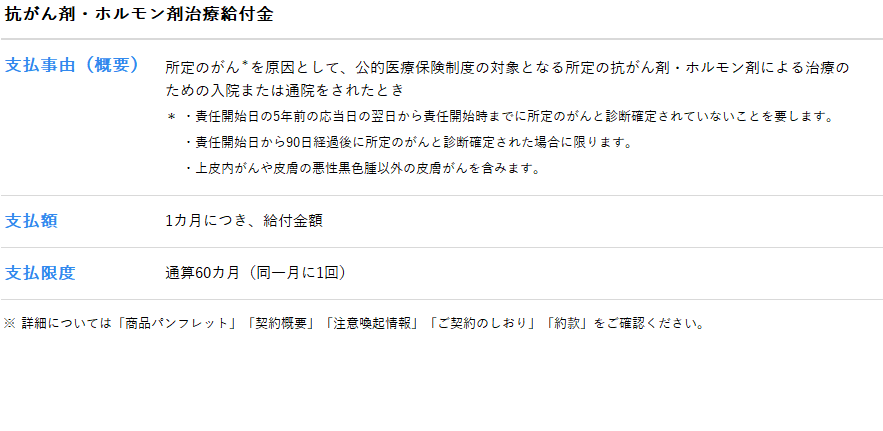 抗がん剤・ホルモン剤治療給付金
支払事由（概要）
所定のがん*を原因として、公的医療保険制度の対象となる所定の抗がん剤・ホルモン剤による治療の
ための入院または通院をされたとき
* ・責任開始日の5年前の応当日の翌日から責任開始時までに所定のがんと診断確定されていないことを要します。
・責任開始日から90日経過後に所定のがんと診断確定された場合に限ります。
・上皮内がんや皮膚の悪性黒色腫以外の皮膚がんを含みます。
支払額
1カ月につき、給付金額
支払限度
通算60カ月（同一月に1回）
※ 詳細については「商品パンフレット」「契約概要」「注意喚起情報」「ご契約のしおり」「約款」をご確認ください。